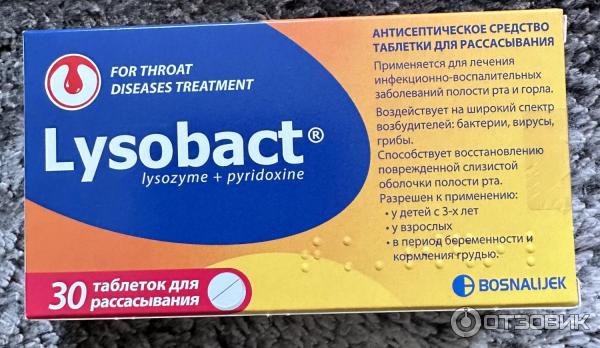 FOR THROAT
DISEASES TREATMENT
Lysobact®
lysozyme + pyridoxine
30 таблеток для
рассасывания
АНТИСЕПТИЧЕСКОЕ СРЕДСТВО
ТАБЛЕТКИ ДЛЯ РАССАСЫВАНИЯ
Применяется для лечения
инфекционно-воспалительных
заболеваний полости рта и горла.
Воздействует на широкий спектр
возбудителей: бактерии, вирусы,
грибы.
Способствует восстановлению
поврежденной слизистой
оболочки полости рта.
Разрешен к применению:
• у детей с 3-х лет
• у взрослых
• в период беременности и
кормления грудью.
BOSNALIJEK
ОТЗОВИК